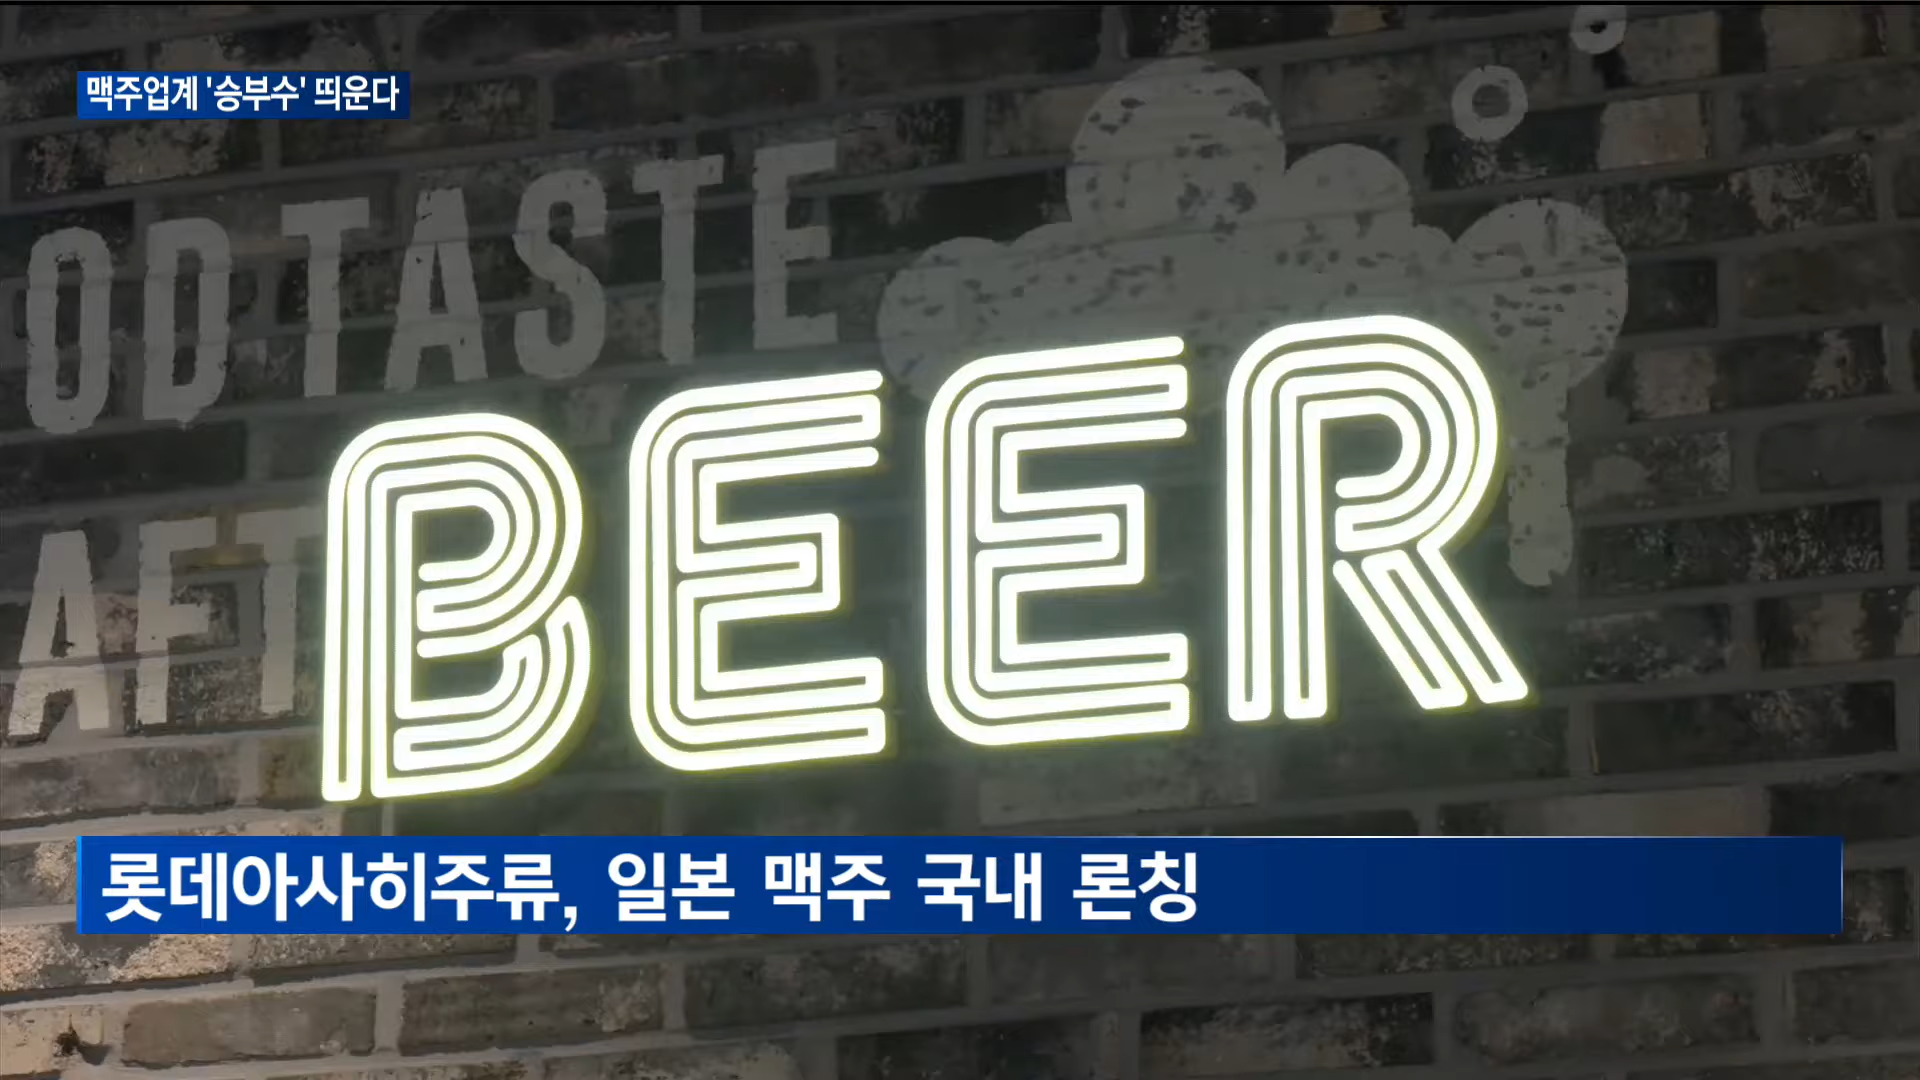 맥주업계 '승부수' 띄운다
OD TASTE
AFT
BEER
롯데아사히주류, 일본 맥주 국내 론칭